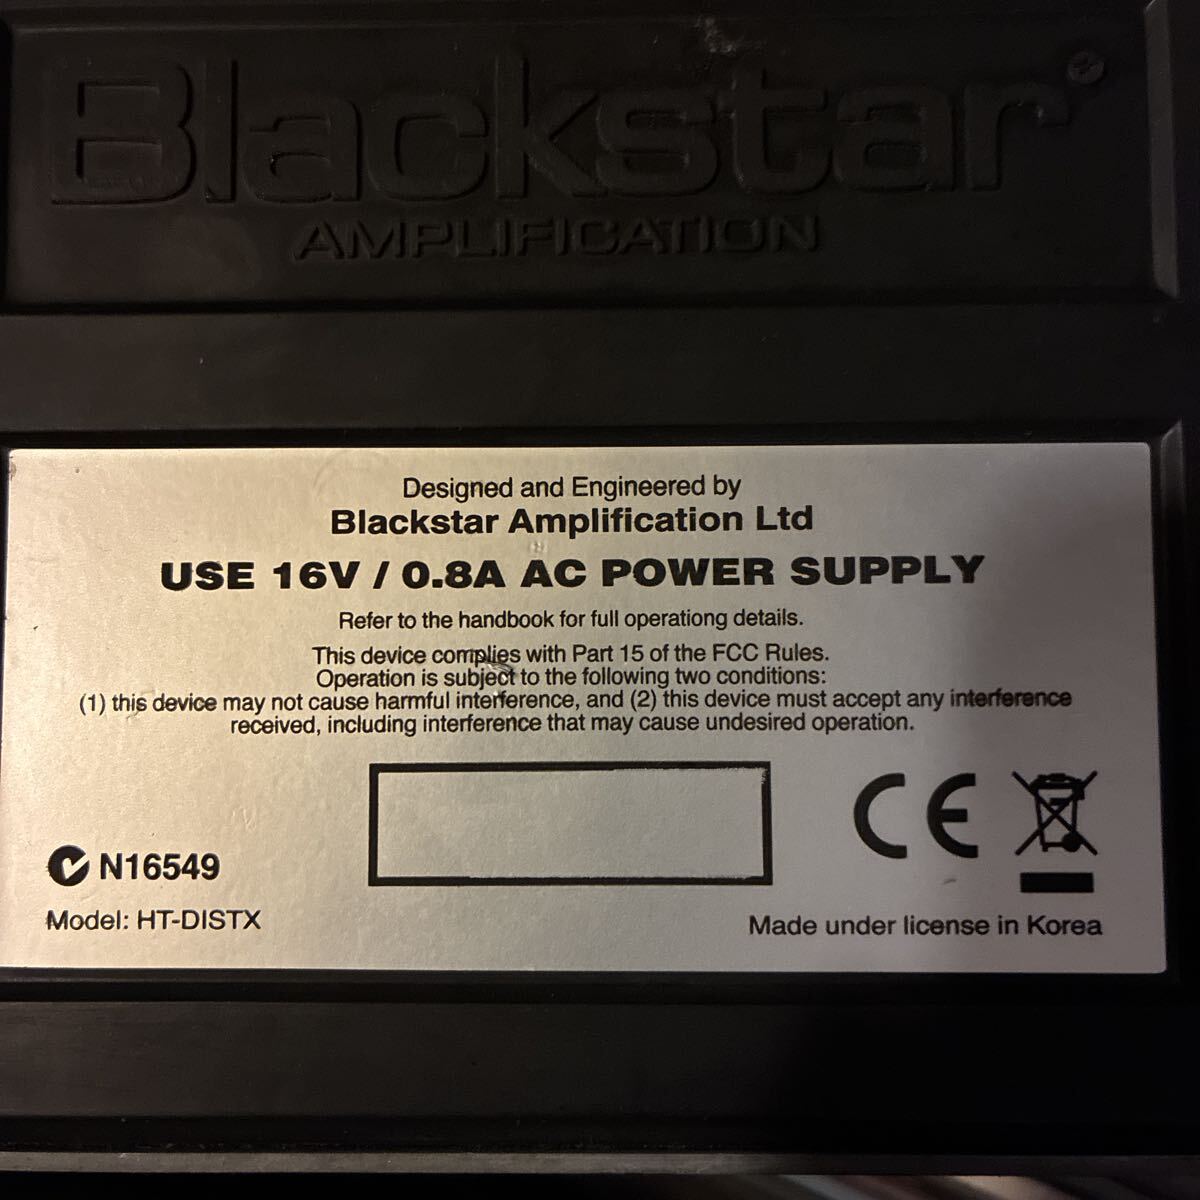 Blackstar®
AMPLIFICATION
Designed and Engineered by
Blackstar Amplification Ltd
USE 16V / 0.8A AC POWER SUPPLY
Refer to the handbook for full operationg details.
This device complies with Part 15 of the FCC Rules.
Operation is subject to the following two conditions:
(1) this device may not cause harmful interference, and (2) this device must accept any interference
received, including interference that may cause undesired operation.
N16549
CE
Model: HT-DISTX
Made under license in Korea